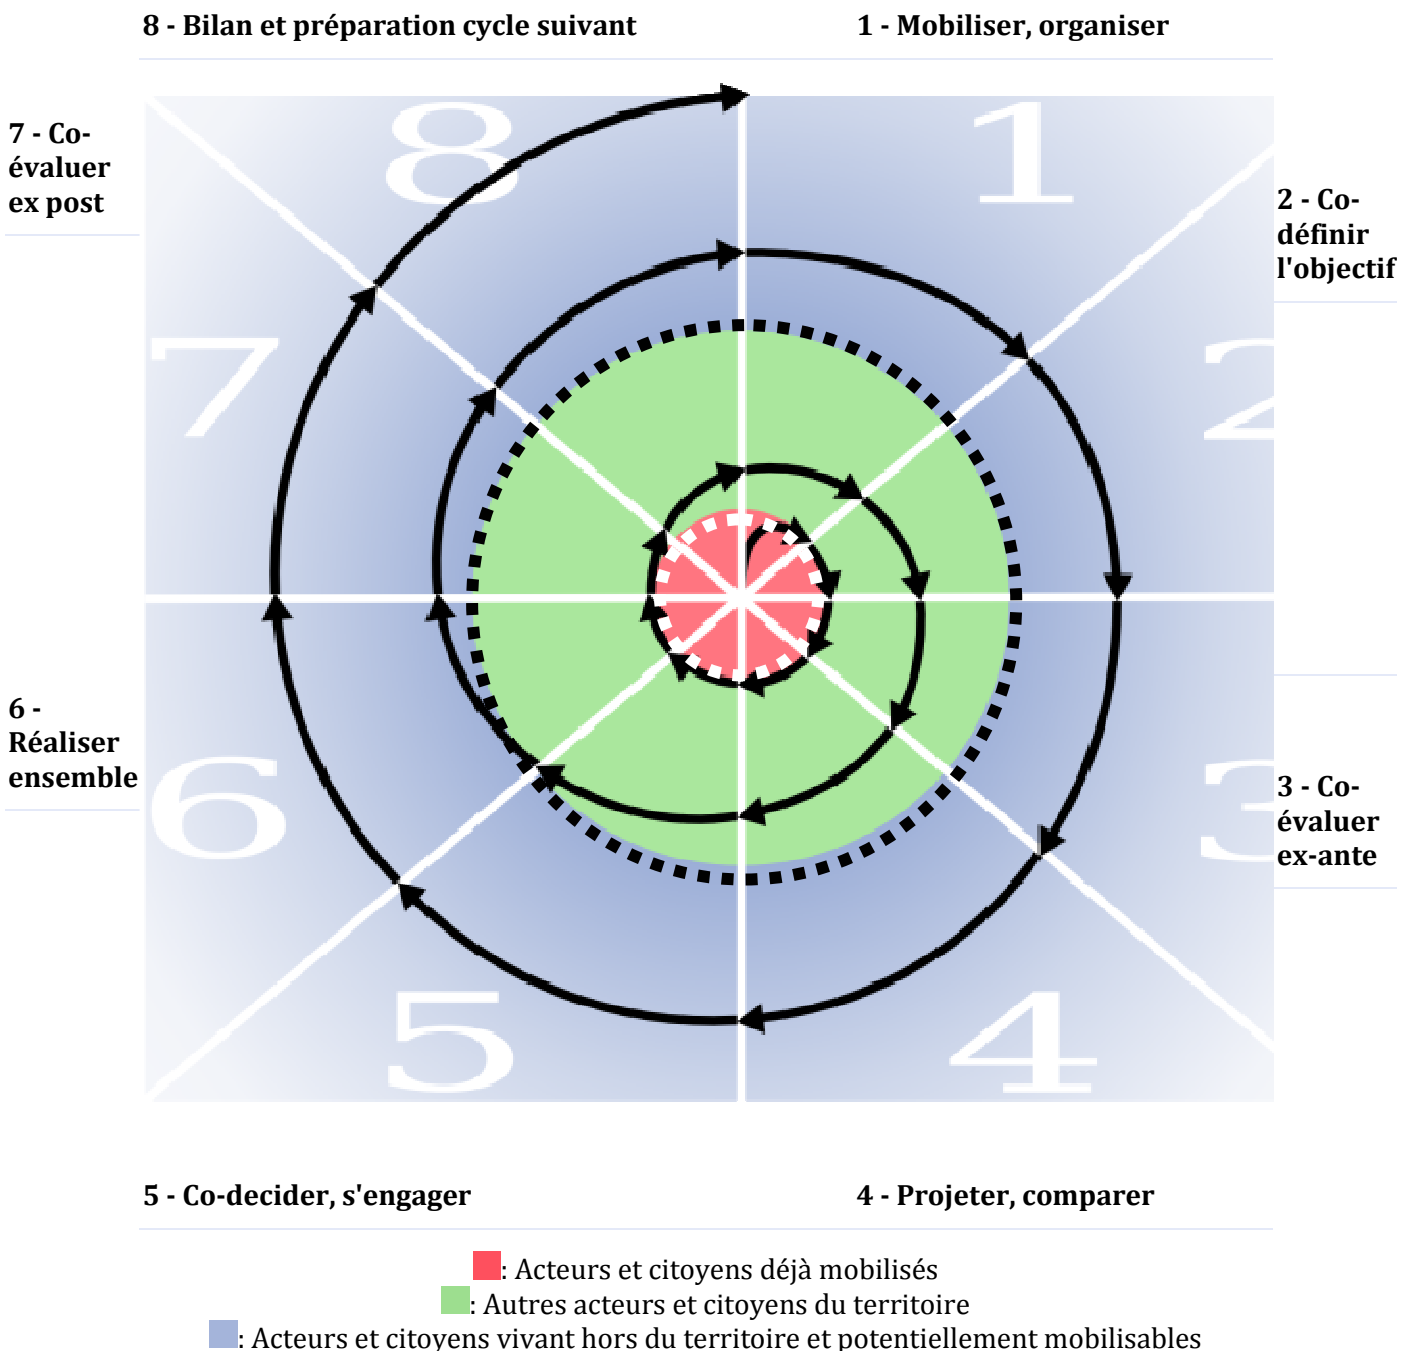 8 - Bilan et préparation cycle suivant
1 - Mobiliser, organiser
7 - Co-
évaluer
ex post
8
1
2 - Co-
définir
l'objectif
7
2
6 -
Réaliser
ensemble
6
3
3 - Co-
évaluer
ex-ante
5
4
5 - Co-decider, s'engager
4 - Projeter, comparer
: Acteurs et citoyens déjà mobilisés
: Autres acteurs et citoyens du territoire
: Acteurs et citoyens vivant hors du territoire et potentiellement mobilisables